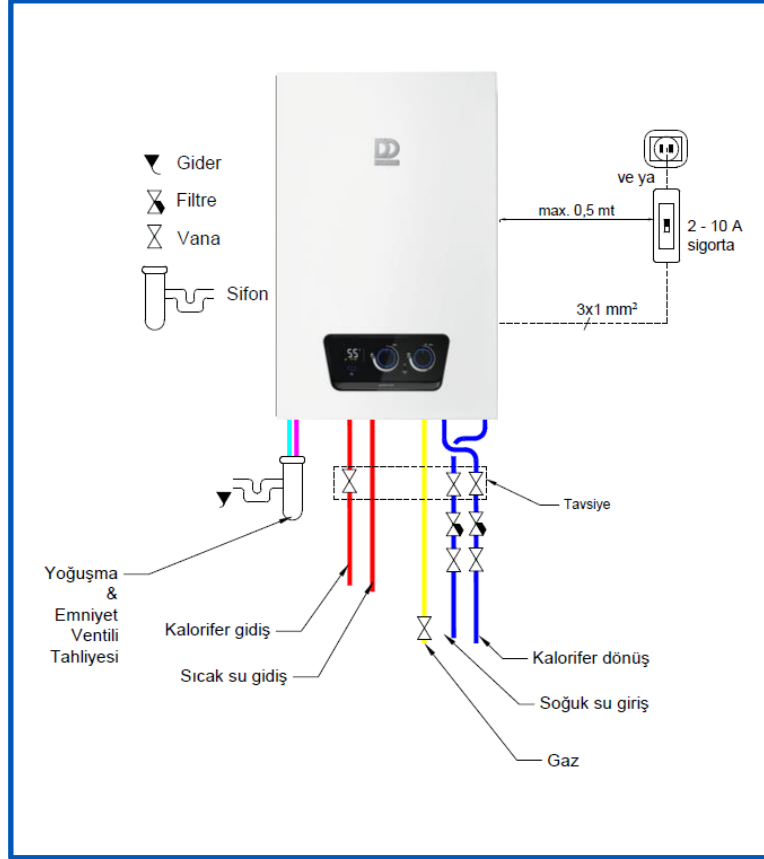 Gider
Filtre
Vana
Sifon
ve ya
max. 0,5 mt
2 - 10 A
sigorta
3x1 mm²
55
Tavsiye
Yoğuşma
&
Emniyet
Ventili
Tahliyesi
Kalorifer gidiş
Sıcak su gidiş
Kalorifer dönüş
Soğuk su giriş
Gaz